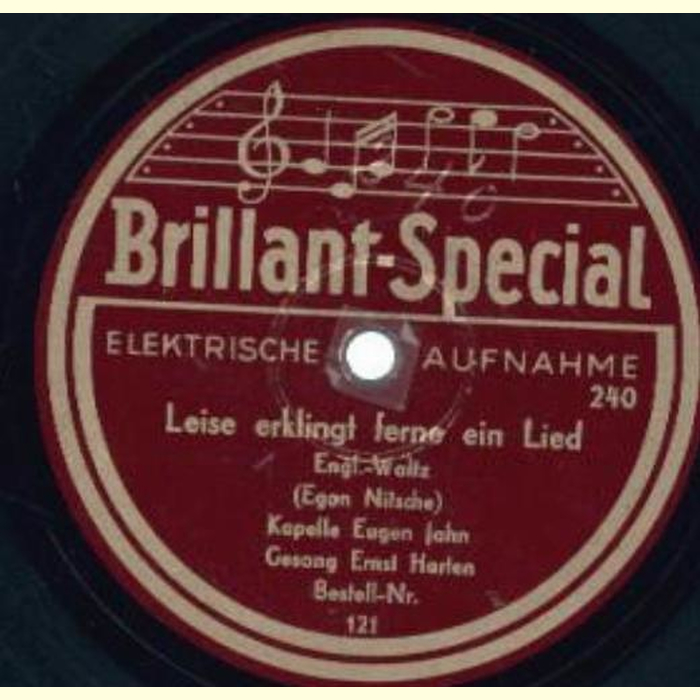 Brillant-Special
ELEKTRISCHE AUFNAHME
240
Leise erklingt ferne ein Lied
Engl.-Waltz
(Egon Nitsche)
Kapelle Eugen Jahn
Gesang Ernst Harten
Bestell-Nr.
121